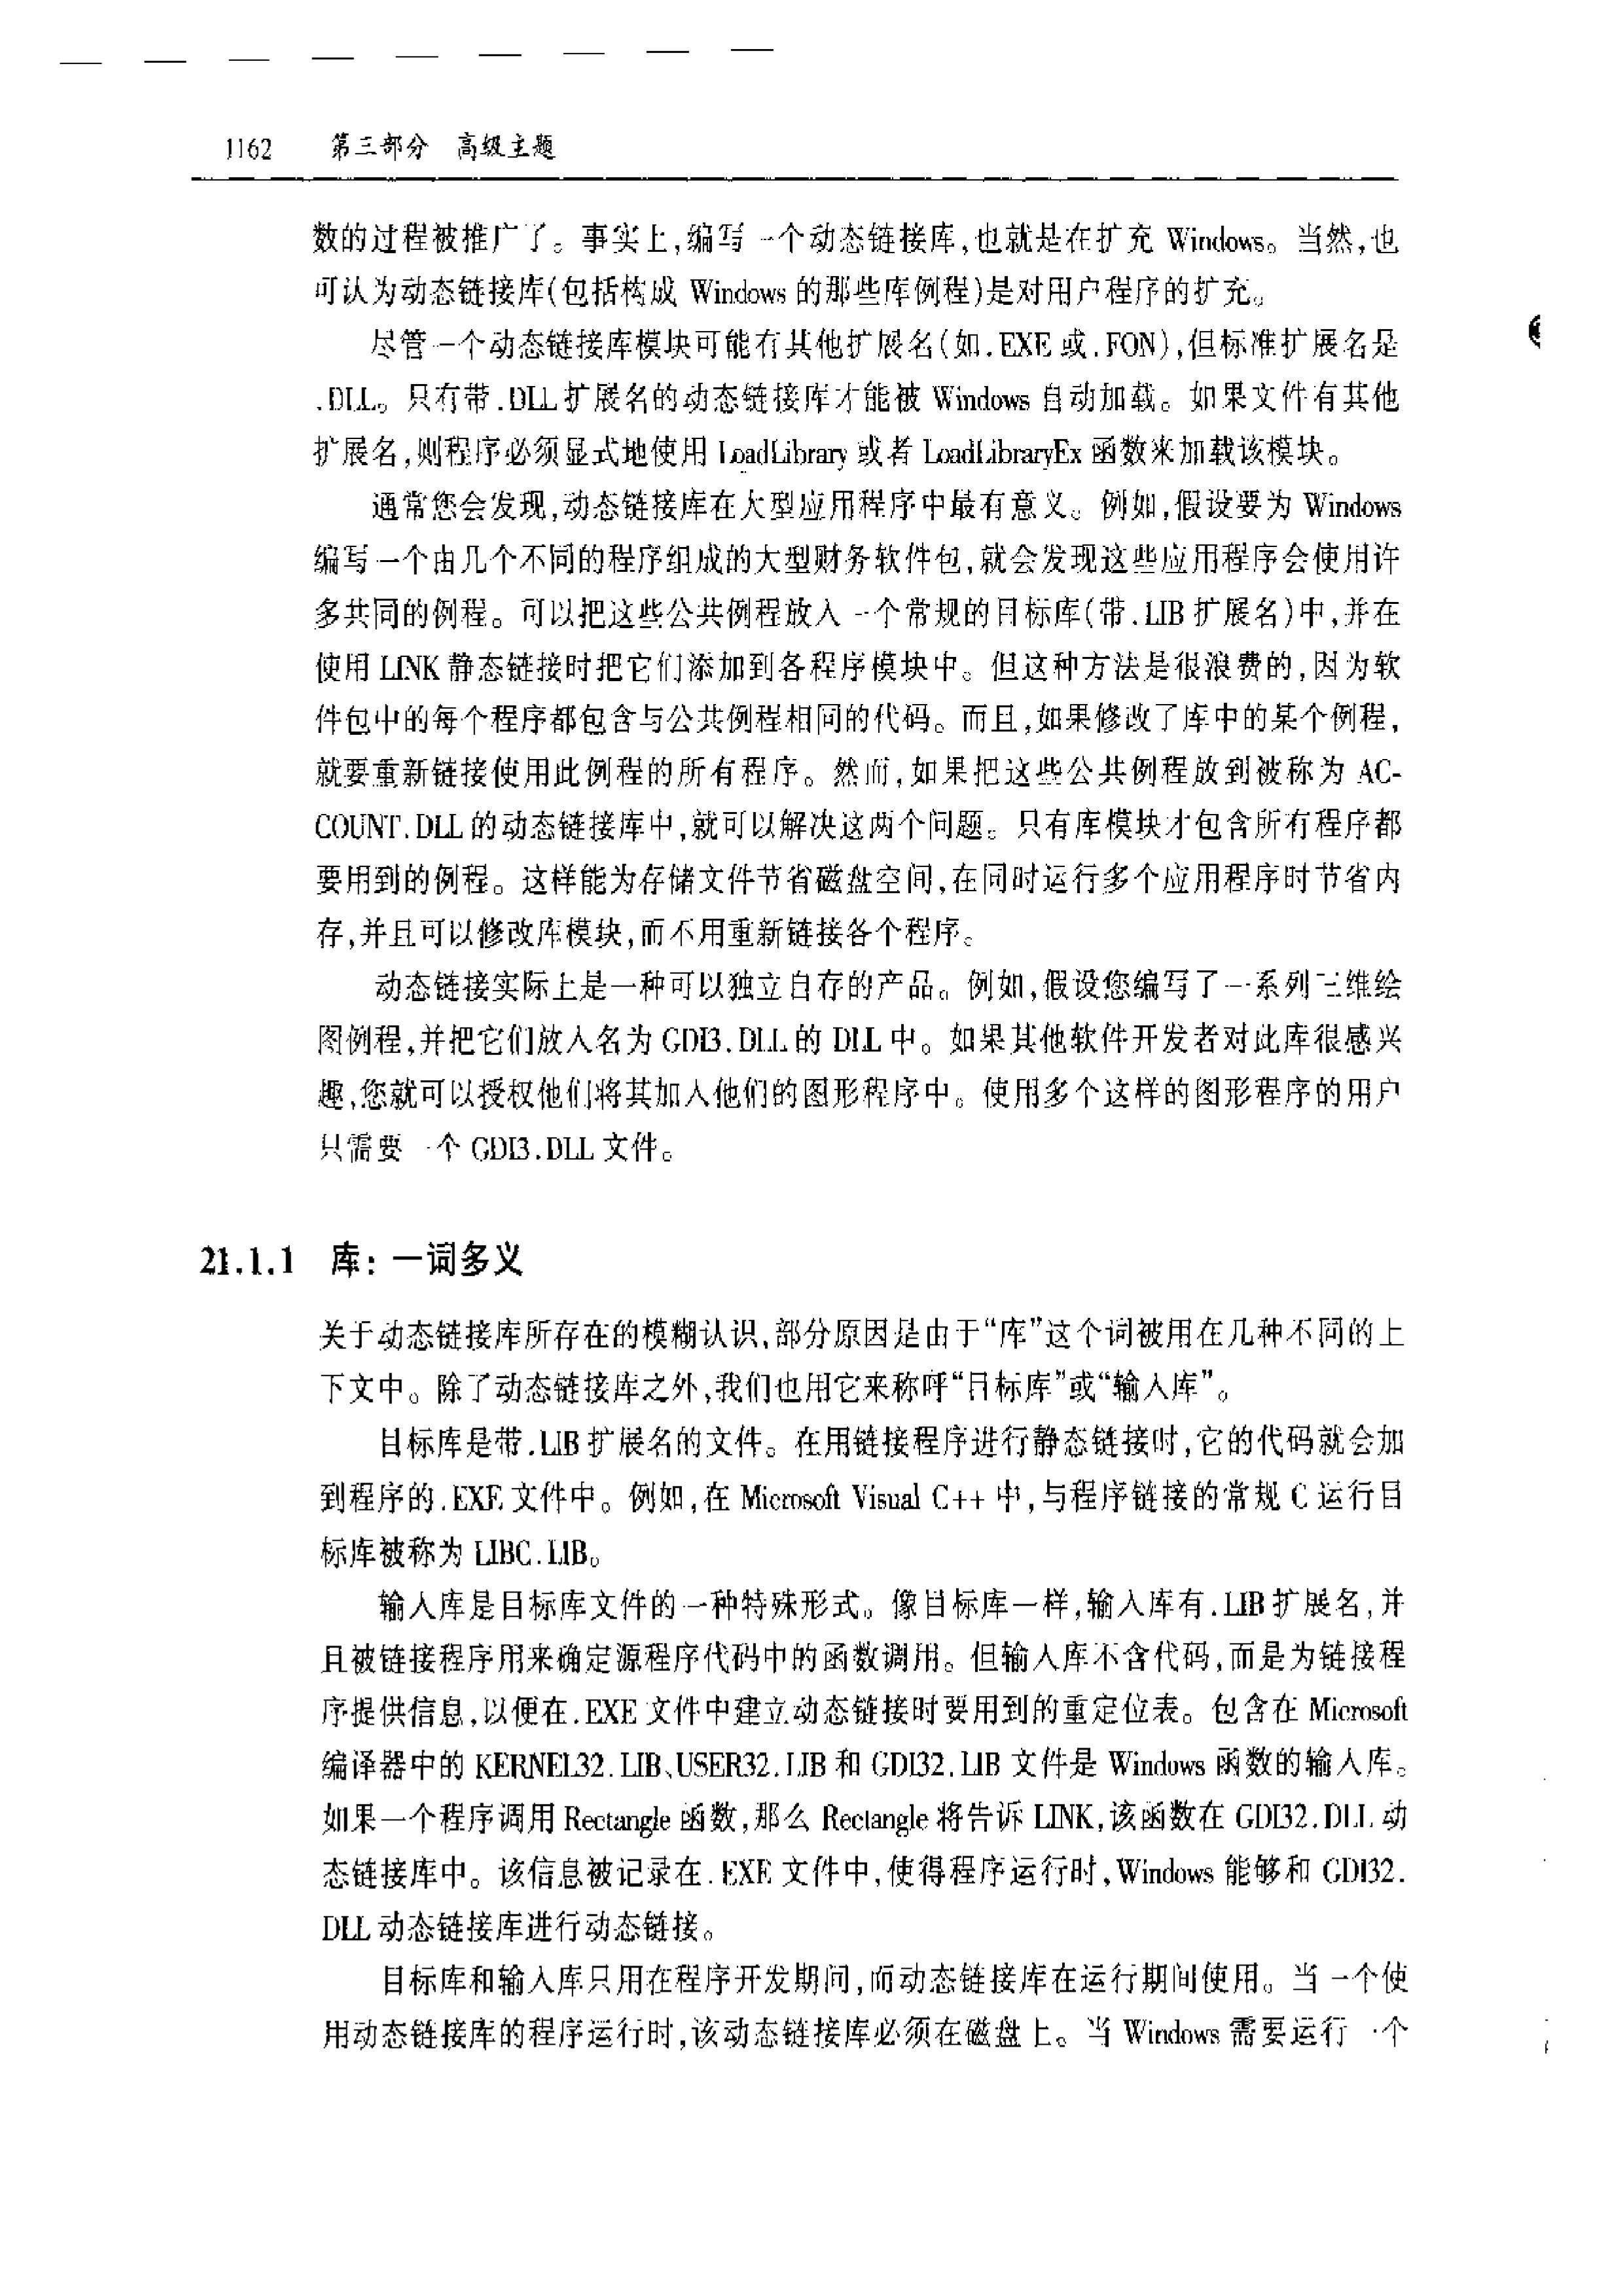 1162 第三部分 高级主题
数的过程被推广了。事实上,编写一个动态链接库,也就是在扩充 Windows。当然,也
可认为动态链接库(包括构成 Windows 的那些库例程)是对用户程序的扩充。
尽管一个动态链接库模块可能有其他扩展名(如.EXE 或.FON),但标准扩展名是
.DLL。只有带.DLL 扩展名的动态链接库才能被 Windows 自动加载。如果文件有其他
扩展名,则程序必须显式地使用 LoadLibrary 或者 LoadLibraryEx 函数来加载该模块。
通常您会发现,动态链接库在大型应用程序中最有意义。例如,假设要为 Windows
编写一个由几个不同的程序组成的大型财务软件包,就会发现这些应用程序会使用许
多共同的例程。可以把这些公共例程放入一个常规的目标库(带.LIB 扩展名)中,并在
使用 LINK 静态链接时把它们添加到各程序模块中。但这种方法是很浪费的,因为软
件包中的每个程序都包含与公共例程相同的代码。而且,如果修改了库中的某个例程,
就要重新链接使用此例程的所有程序。然而,如果把这些公共例程放到被称为 AC-
COUNT.DLL 的动态链接库中,就可以解决这两个问题。只有库模块才包含所有程序都
要用到的例程。这样能为存储文件节省磁盘空间,在同时运行多个应用程序时节省内
存,并且可以修改库模块,而不用重新链接各个程序。
动态链接实际上是一种可以独立自存的产品。例如,假设您编写了一系列三维绘
图例程,并把它们放入名为 GDI3.DLL 的 DLL 中。如果其他软件开发者对此库很感兴
趣,您就可以授权他们将其加入他们的图形程序中。使用多个这样的图形程序的用户
只需要一个 GDI3.DLL 文件。
21.1.1 库：一词多义
关于动态链接库所存在的模糊认识,部分原因是由于“库”这个词被用在几种不同的上
下文中。除了动态链接库之外,我们也用它来称呼“目标库”或“输入库”。
目标库是带.LIB 扩展名的文件。在用链接程序进行静态链接时,它的代码就会加
到程序的.EXE 文件中。例如,在 Microsoft Visual C++ 中,与程序链接的常规 C 运行目
标库被称为 LIBC.LIB。
输入库是目标库文件的一种特殊形式。像目标库一样,输入库有.LIB 扩展名,并
且被链接程序用来确定源程序代码中的函数调用。但输入库不含代码,而是为链接程
序提供信息,以便在.EXE 文件中建立动态链接时要用到的重定位表。包含在 Microsoft
编译器中的 KERNEL32.LIB、USER32.LIB 和 GDI32.LIB 文件是 Windows 函数的输入库。
如果一个程序调用 Rectangle 函数,那么 Rectangle 将告诉 LINK,该函数在 GDI32.DLL 动
态链接库中。该信息被记录在.EXE 文件中,使得程序运行时,Windows 能够和 GDI32.
DLL 动态链接库进行动态链接。
目标库和输入库只用在程序开发期间,而动态链接库在运行期间使用。当一个使
用动态链接库的程序运行时,该动态链接库必须在磁盘上。当 Windows 需要运行一个